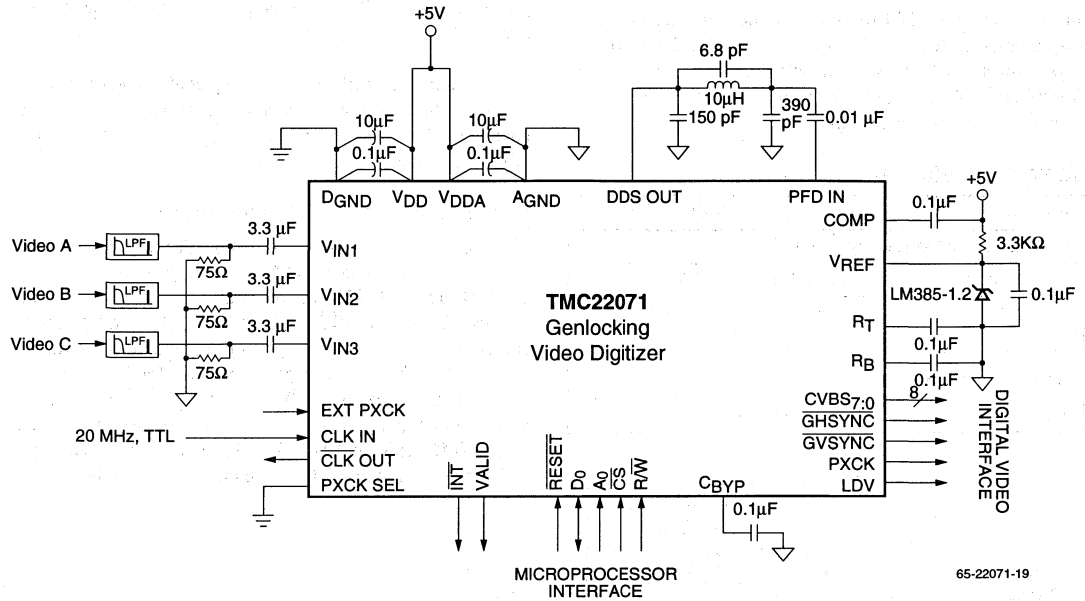 +5V
6.8 pF
10µH
150 pF
390 pF
0.01 µF
10µF
0.1µF
10µF
0.1µF
DGND
VDD
VDDA
AGND
DDS OUT
PFD IN
+5V
0.1µF
COMP
3.3KΩ
VREF
LM385-1.2
0.1µF
RT
0.1µF
RB
0.1µF
Video A
LPF
3.3 µF
75Ω
VIN1
Video B
LPF
3.3 µF
75Ω
VIN2
Video C
LPF
3.3 µF
75Ω
VIN3
TMC22071
Genlocking
Video Digitizer
EXT PXCK
20 MHz, TTL
CLK IN
CLK OUT
PXCK SEL
CVBS7:0
8
GHSYNC
GVSYNC
PXCK
LDV
DIGITAL VIDEO
INTERFACE
INT
VALID
RESET
D0
A0
CS
R/W
CBYP
0.1µF
MICROPROCESSOR
INTERFACE
65-22071-19